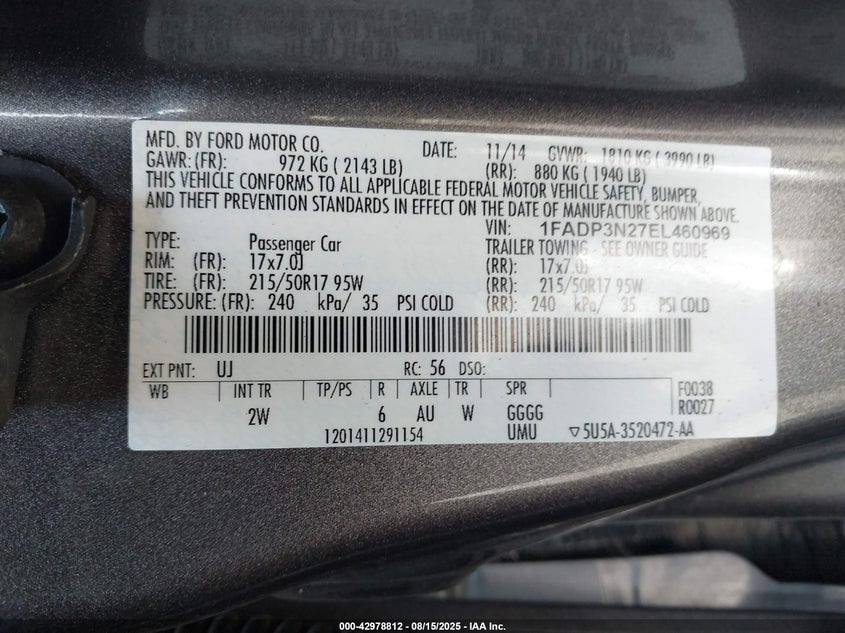 MFD. BY FORD MOTOR CO. DATE: 11/14 GVWR: 1810 KG ( 3990 LB)
GAWR: (FR): 972 KG ( 2143 LB) (RR): 880 KG ( 1940 LB)
THIS VEHICLE CONFORMS TO ALL APPLICABLE FEDERAL MOTOR VEHICLE SAFETY, BUMPER,
AND THEFT PREVENTION STANDARDS IN EFFECT ON THE DATE OF MANUFACTURE SHOWN ABOVE.
VIN: 1FADP3N27EL460969
TYPE: Passenger Car TRAILER TOWING - SEE OWNER GUIDE
RIM: (FR): 17x7.0J (RR): 17x7.0J
TIRE: (FR): 215/50R17 95W (RR): 215/50R17 95W
PRESSURE: (FR): 240 kPa/ 35 PSI COLD (RR): 240 kPa/ 35 PSI COLD
EXT PNT: UJ RC: 56 DSO:
WB INT TR TP/PS R AXLE TR SPR F0038
2W 6 AU W GGGG R0027
1201411291154 UMU ▽5U5A-3520472-AA
000-42978812 - 08/15/2025 - IAA Inc.